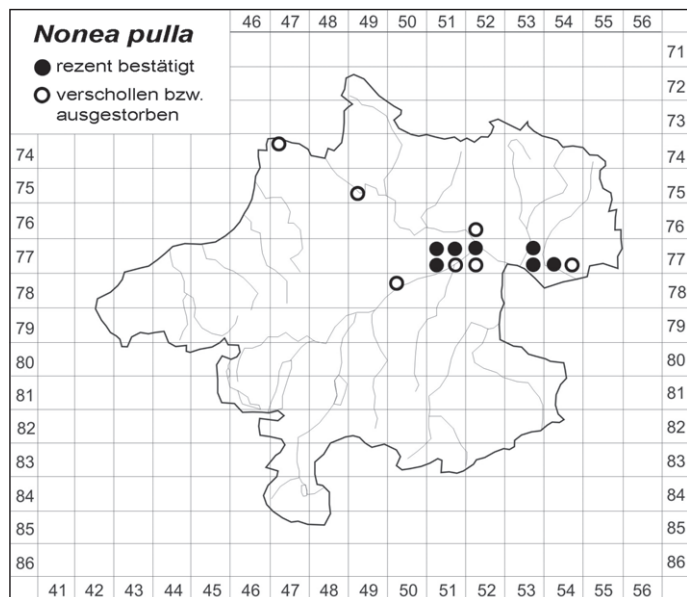 Nonea pulla
rezent bestätigt
verschollen bzw.
ausgestorben
46 47 48 49 50 51 52 53 54 55 56
71
72
73
74 74
75 75
76 76
77 77
78 78
79 79
80 80
81 81
82 82
83 83
84 84
85 85
86 86
41 42 43 44 45 46 47 48 49 50 51 52 53 54 55 56